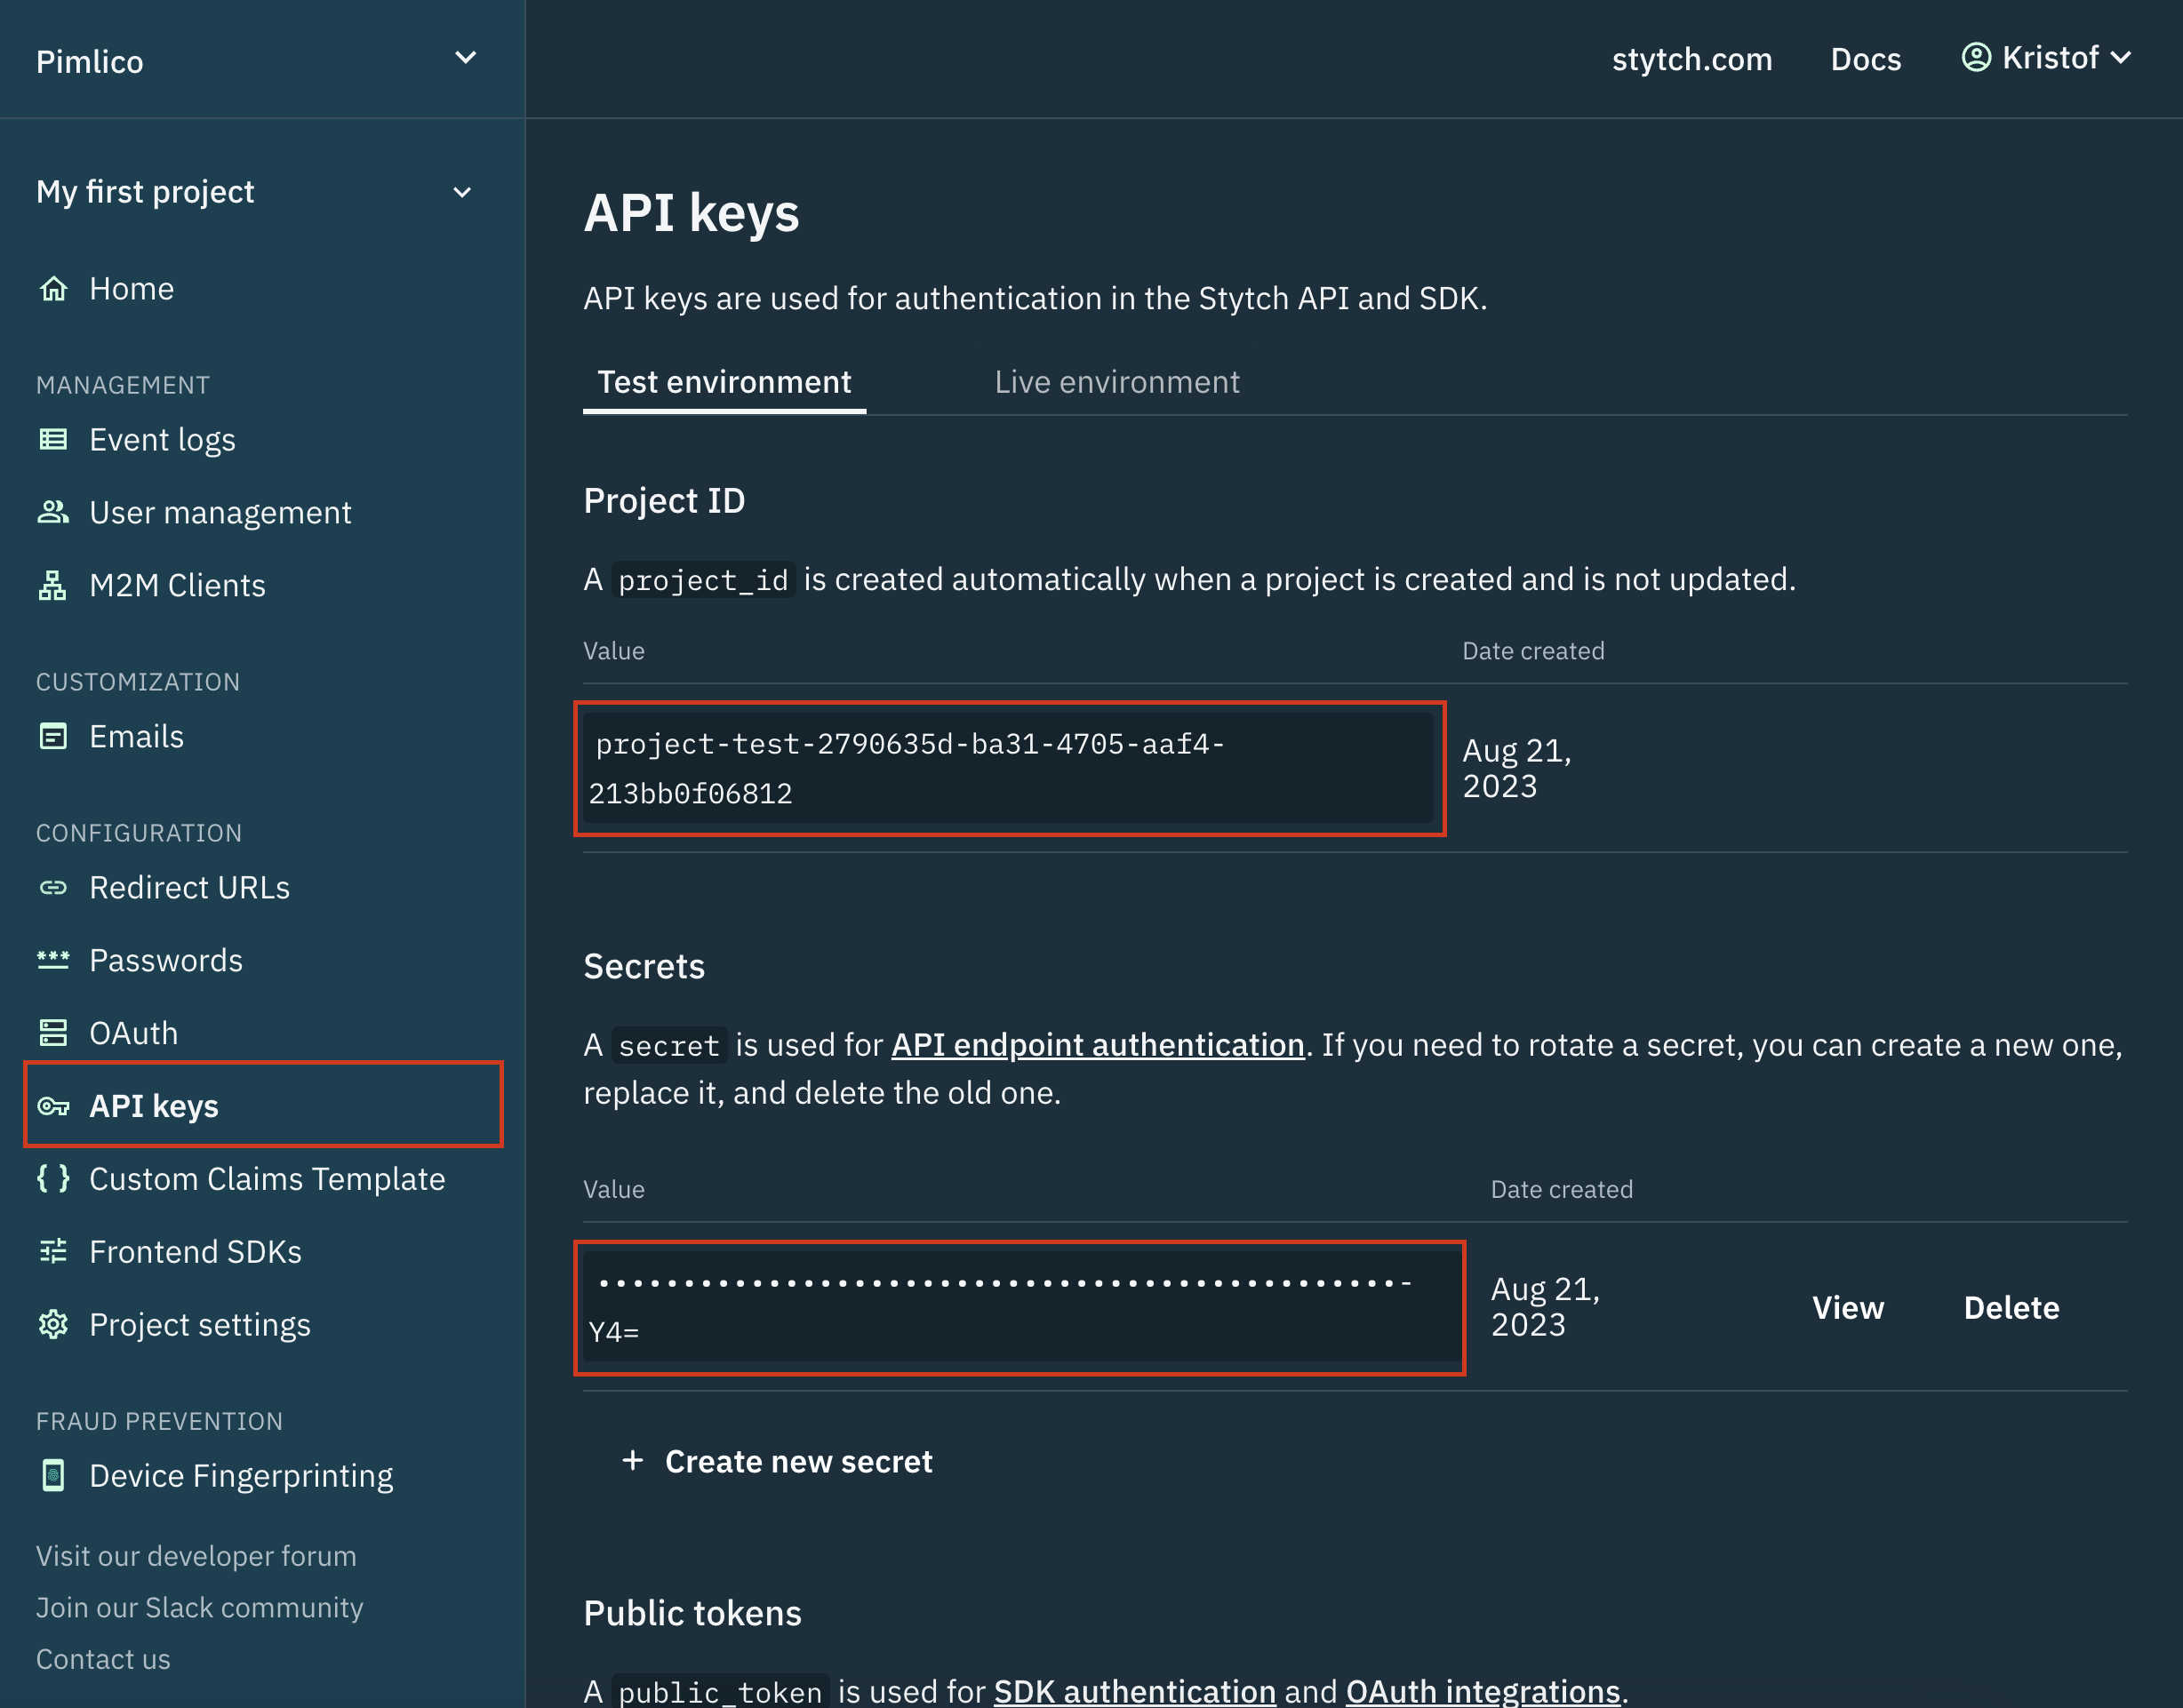 Pimlico
stytch.com
Docs
Kristof
My first project
Home
MANAGEMENT
Event logs
User management
M2M Clients
CUSTOMIZATION
Emails
CONFIGURATION
Redirect URLs
Passwords
OAuth
API keys
Custom Claims Template
Frontend SDKs
Project settings
FRAUD PREVENTION
Device Fingerprinting
Visit our developer forum
Join our Slack community
Contact us
API keys
API keys are used for authentication in the Stytch API and SDK.
Test environment
Live environment
Project ID
A project_id is created automatically when a project is created and is not updated.
Value
Date created
project-test-2790635d-ba31-4705-aaf4-
213bb0f06812
Aug 21,
2023
Secrets
A secret is used for API endpoint authentication. If you need to rotate a secret, you can create a new one,
replace it, and delete the old one.
Value
Date created
•••••••••••••••••••••••••••••••••••••••••••••••-
Y4=
Aug 21,
2023
View
Delete
+ Create new secret
Public tokens
A public_token is used for SDK authentication and OAuth integrations.